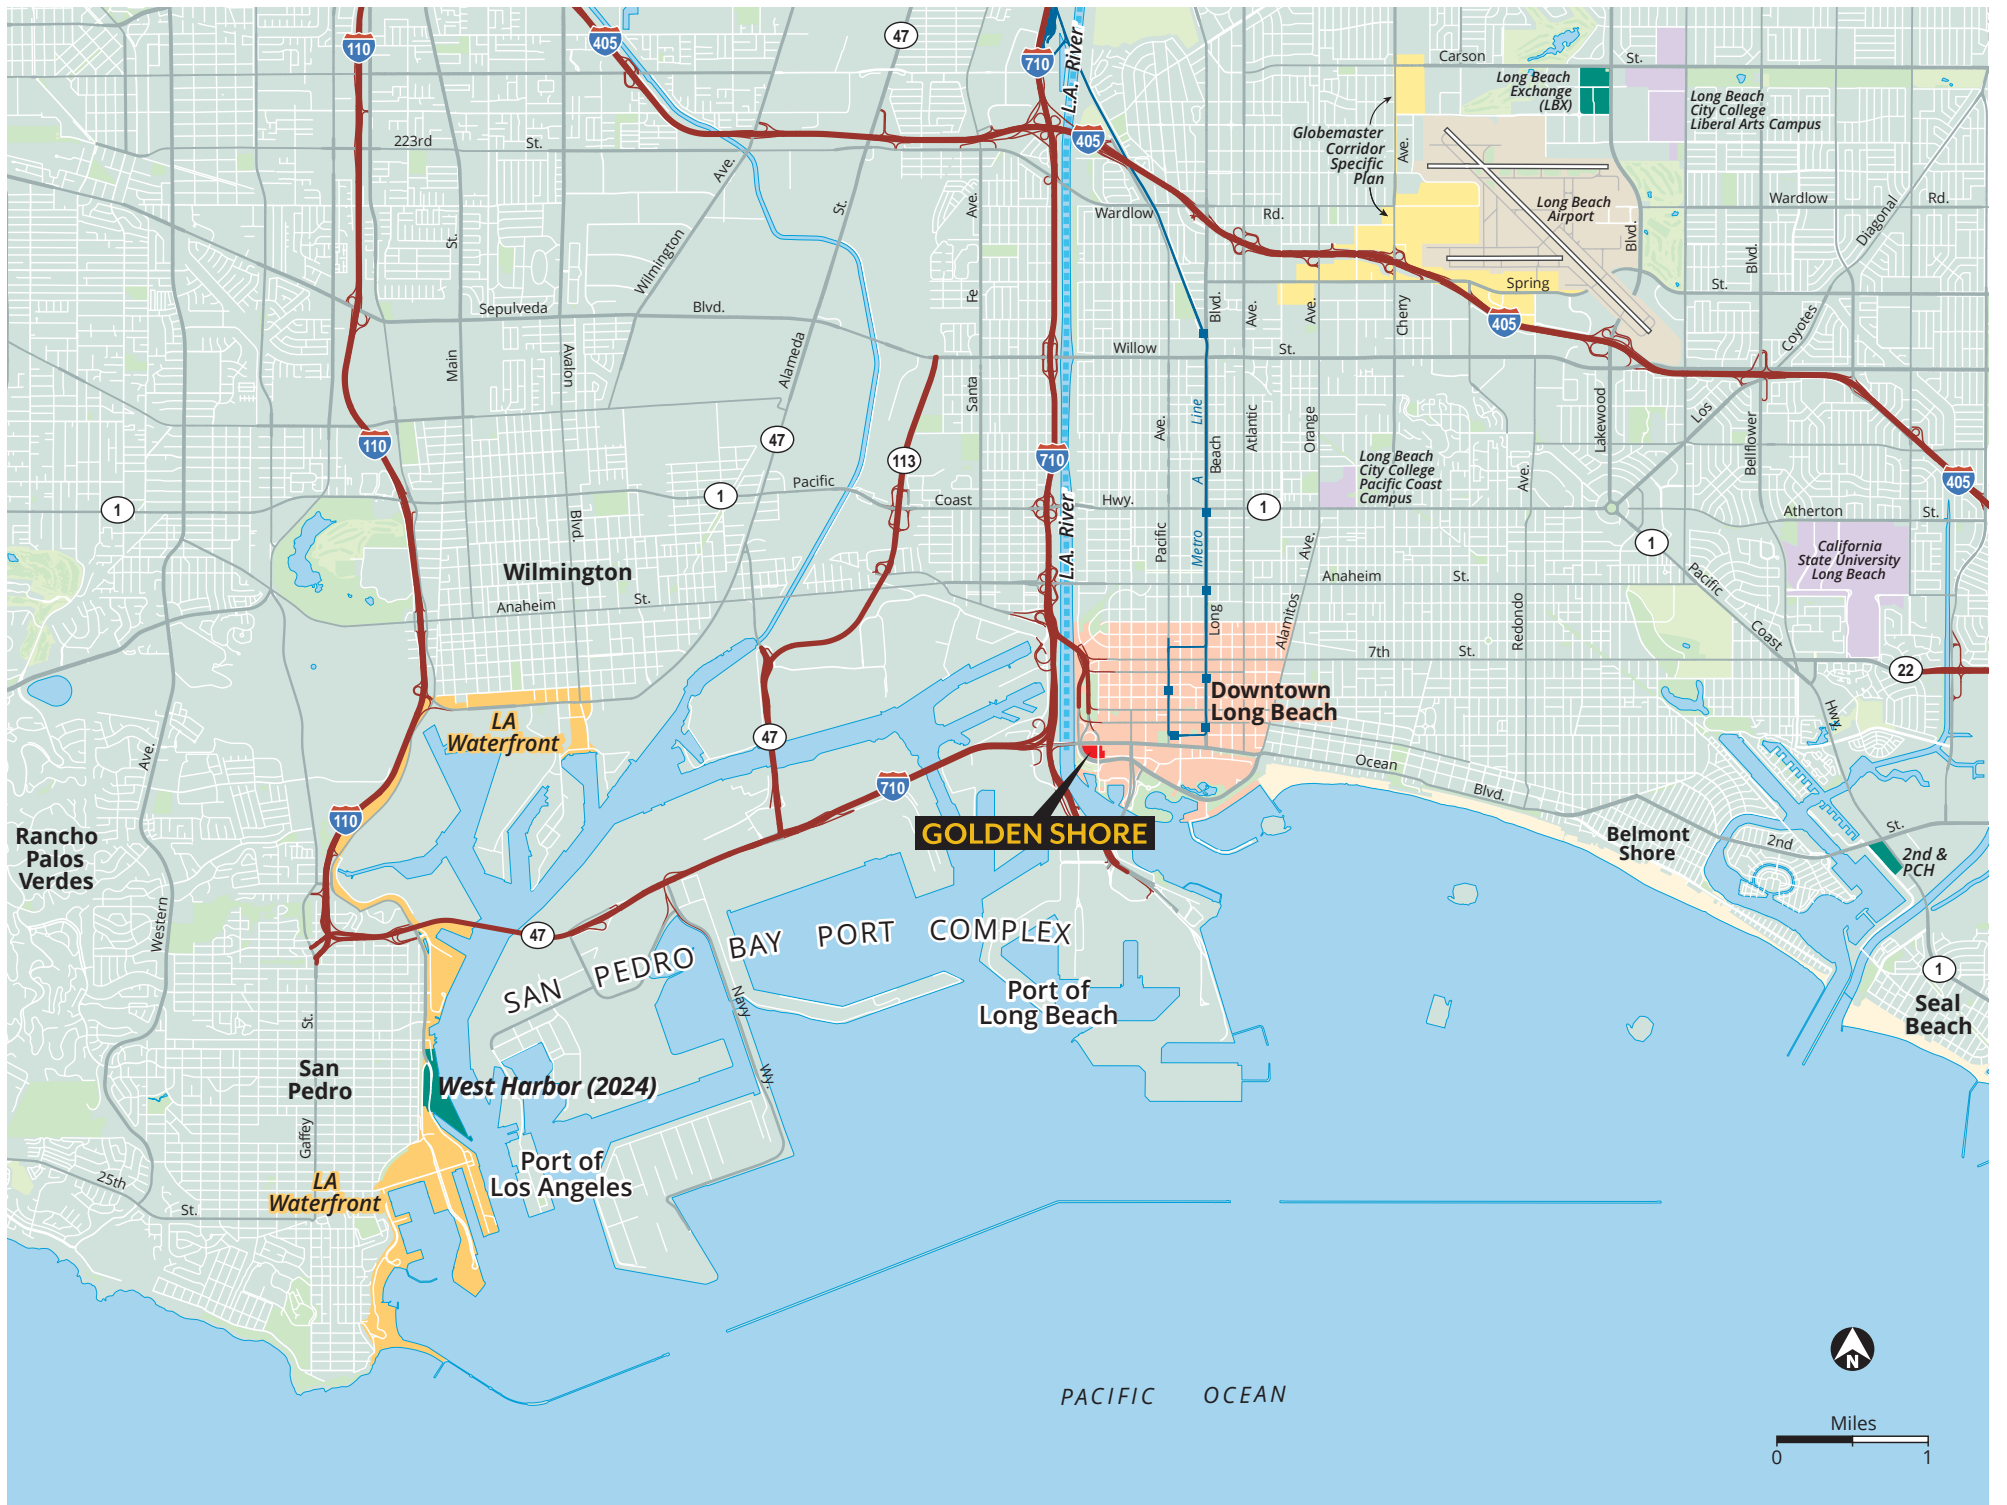 110
405
47
710
L.A. River
Carson
St.
Long Beach
Exchange
(LBX)
Long Beach
City College
Liberal Arts Campus
Globemaster
Corridor
Specific
Plan
Ave.
405
223rd
St.
Ave.
St.
Ave.
Wardlow
Rd.
Long Beach
Airport
Wardlow
Rd.
Diagonal
St.
Wilmington
Blvd.
Blvd.
Sepulveda
Blvd.
Fe
Blvd.
Ave.
Ave.
Cherry
Spring
St.
405
Coyotes
Main
Avalon
Alameda
Santa
Willow
St.
Line
Atlantic
Orange
Lakewood
Los
Bellflower
110
47
113
710
Ave.
A
Beach
Long Beach
City College
Pacific Coast
Campus
Ave.
405
1
1
Pacific
Coast
Hwy.
1
Atherton
St.
Blvd.
L.A. River
Pacific
Metro
Ave.
1
California
State University
Long Beach
Wilmington
Anaheim
St.
Anaheim
St.
Pacific
Long
Alamitos
Redondo
Coast
7th
St.
22
Downtown
Long Beach
LA
Waterfront
Hwy.
Ave.
47
710
Ocean
Blvd.
110
GOLDEN SHORE
Rancho
Palos
Verdes
Belmont
Shore
2nd
St.
2nd &
PCH
Western
47
SAN PEDRO BAY PORT COMPLEX
Port of
Long Beach
Navy
Wy.
1
Seal
Beach
St.
San
Pedro
West Harbor (2024)
Gaffey
Port of
Los Angeles
LA
Waterfront
25th
St.
PACIFIC OCEAN
N
Miles
0 1